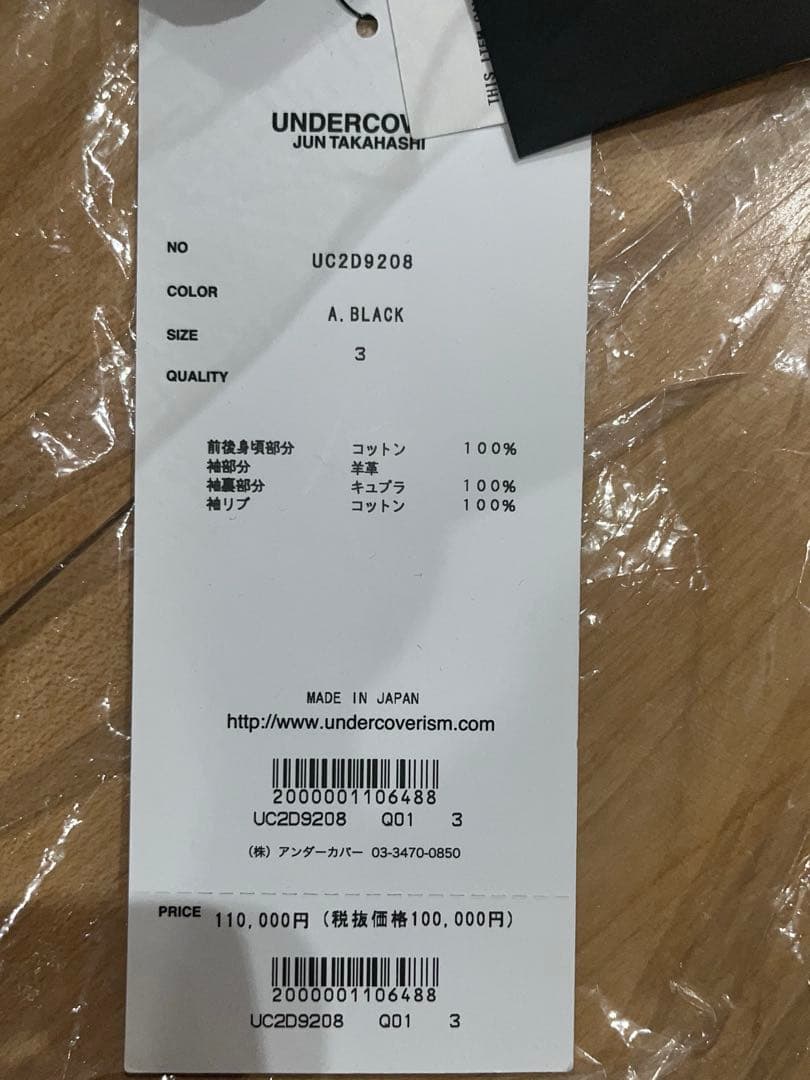 THIS ITEM
UNDERCOV
JUN TAKAHASHI
NO UC2D9208
COLOR A.BLACK
SIZE 3
QUALITY
前後身頃部分 コットン 100%
袖部分 羊革
袖裏部分 キュプラ 100%
袖リブ コットン 100%
MADE IN JAPAN
http://www.undercoverism.com
2000001106488
UC2D9208 Q01 3
(株) アンダーカバー 03-3470-0850
PRICE 110,000円 (税抜価格100,000円)
2000001106488
UC2D9208 Q01 3